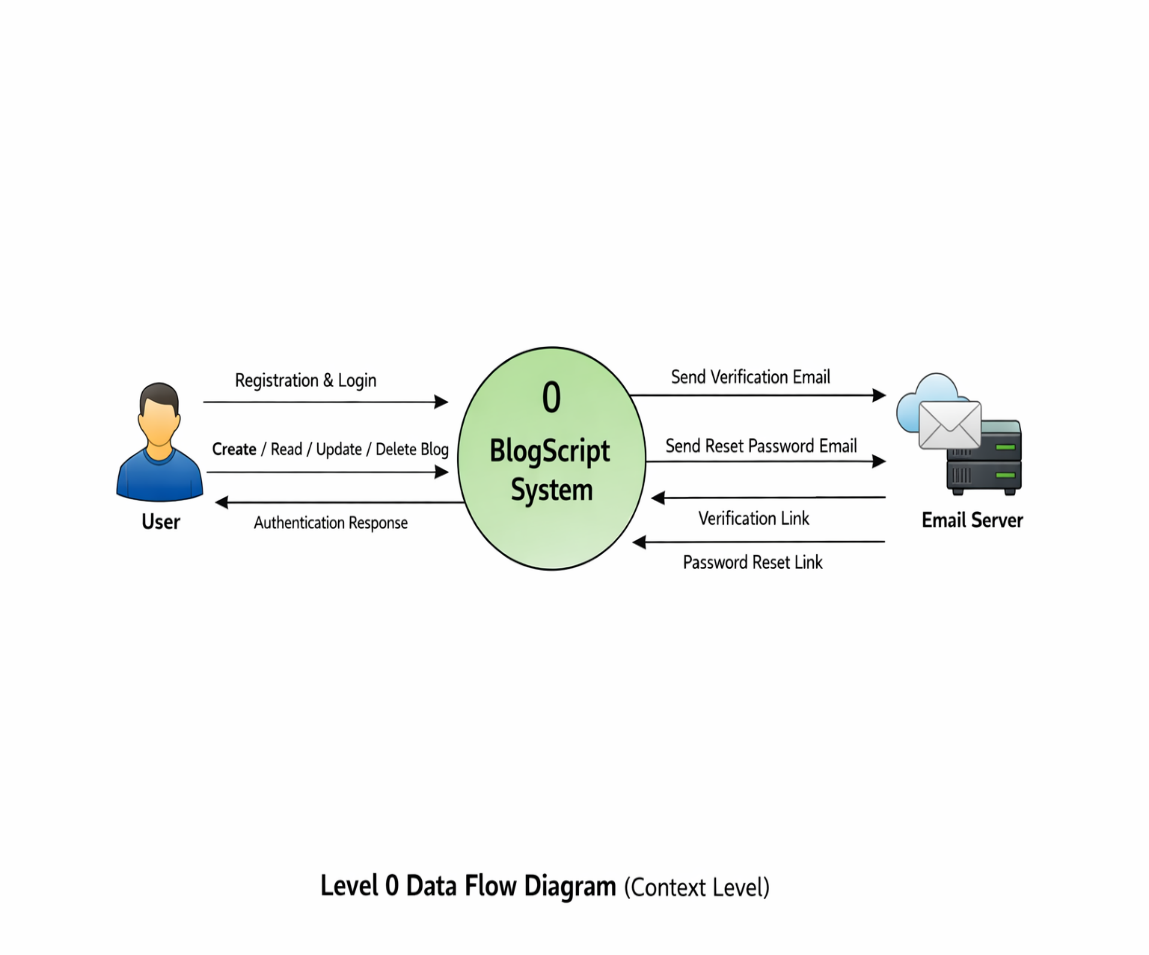 Registration & Login
Create / Read / Update / Delete Blog
Authentication Response
User
0
BlogScript
System
Send Verification Email
Send Reset Password Email
Verification Link
Password Reset Link
Email Server
Level 0 Data Flow Diagram (Context Level)